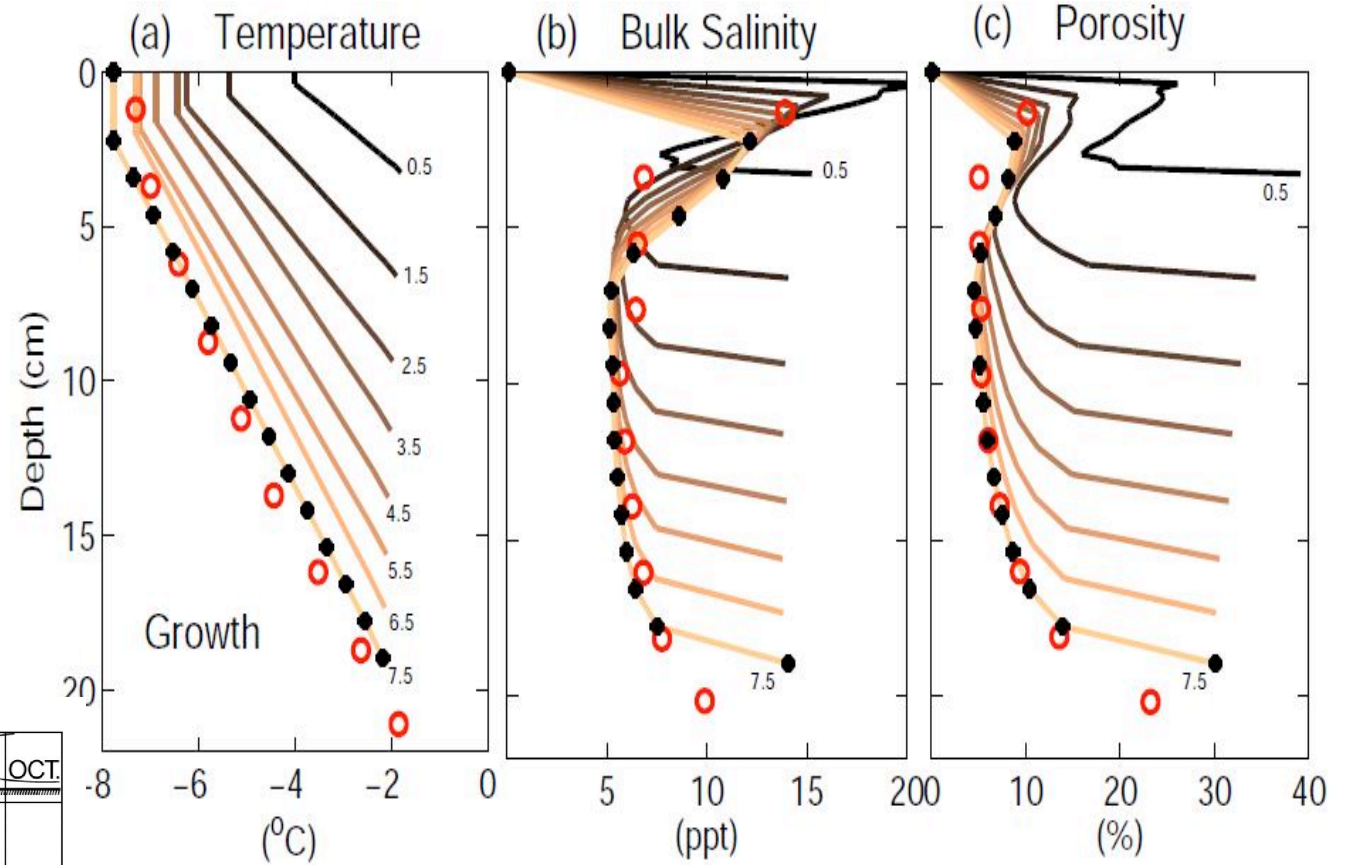 (a) Temperature
(b) Bulk Salinity
(c) Porosity
Depth (cm)
0
5
10
15
20
0.5
1.5
2.5
3.5
4.5
5.5
6.5
7.5
Growth
0.5
7.5
0.5
7.5
OCT.
-8 −6 −4 −2 0
5 10 15 20
0 10 20 30 40
(⁰C)
(ppt)
(%)